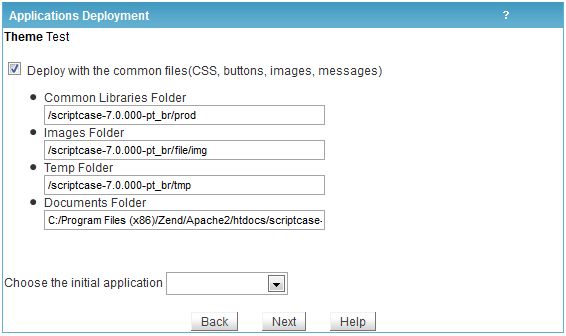 Applications Deployment ?
Theme Test
Deploy with the common files(CSS, buttons, images, messages)
Common Libraries Folder
/scriptcase-7.0.000-pt_br/prod
Images Folder
/scriptcase-7.0.000-pt_br/file/img
Temp Folder
/scriptcase-7.0.000-pt_br/tmp
Documents Folder
C:/Program Files (x86)/Zend/Apache2/htdocs/scriptcase-
Choose the initial application
Back Next Help